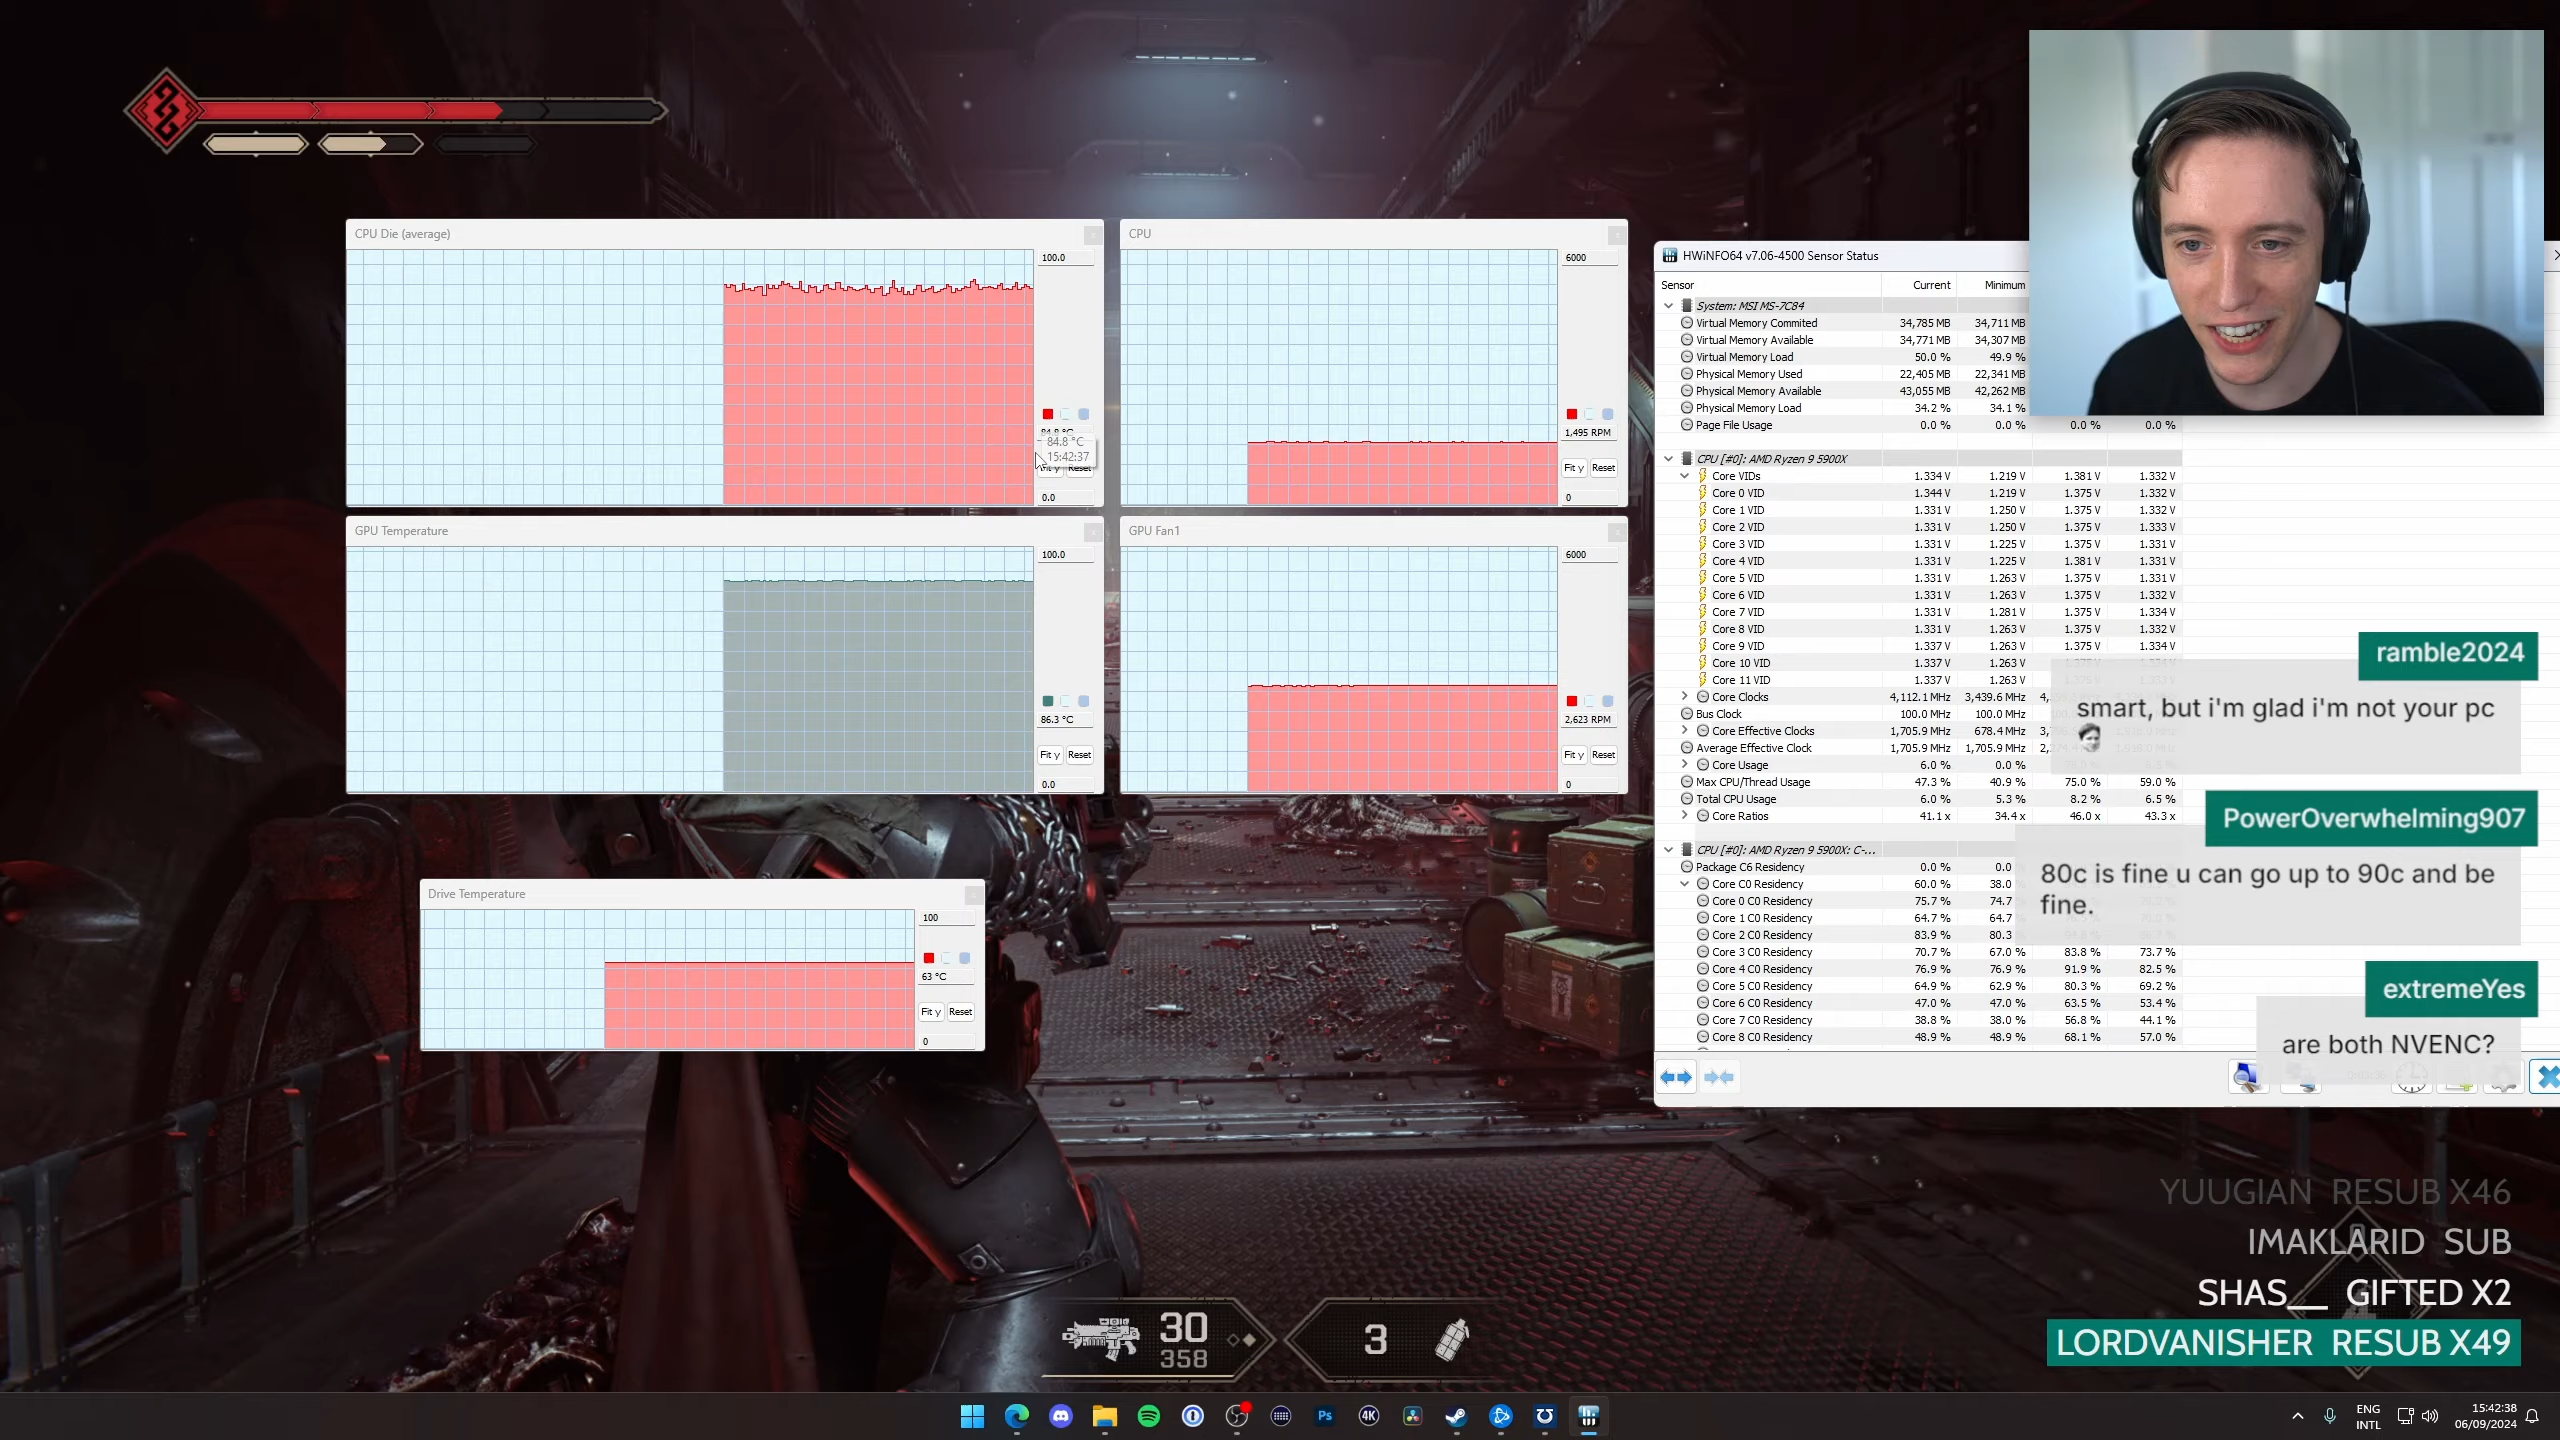 CPU Die (average)
100.0
84.8 °C
84.8 °C
15:42:37
Fit y Reset
0.0
CPU
6000
1,495 RPM
Fit y Reset
0
GPU Temperature
100.0
86.3 °C
Fit y Reset
0.0
GPU Fan1
6000
2,623 RPM
Fit y Reset
0
Drive Temperature
100
63 °C
Fit y Reset
0
HWiNFO64 v7.06-4500 Sensor Status
Sensor Current Minimum
System: MSI MS-7C84
Virtual Memory Commited 34,785 MB 34,711 MB
Virtual Memory Available 34,771 MB 34,307 MB
Virtual Memory Load 50.0 % 49.9 %
Physical Memory Used 22,405 MB 22,341 MB
Physical Memory Available 43,055 MB 42,262 MB
Physical Memory Load 34.2 % 34.1 %
Page File Usage 0.0 % 0.0 % 0.0 % 0.0 %
CPU [#0]: AMD Ryzen 9 5900X
Core VIDs 1.334 V 1.219 V 1.381 V 1.332 V
Core 0 VID 1.344 V 1.219 V 1.375 V 1.332 V
Core 1 VID 1.331 V 1.250 V 1.375 V 1.332 V
Core 2 VID 1.331 V 1.250 V 1.375 V 1.333 V
Core 3 VID 1.331 V 1.225 V 1.375 V 1.331 V
Core 4 VID 1.331 V 1.225 V 1.381 V 1.331 V
Core 5 VID 1.331 V 1.263 V 1.375 V 1.331 V
Core 6 VID 1.331 V 1.263 V 1.375 V 1.332 V
Core 7 VID 1.331 V 1.281 V 1.375 V 1.334 V
Core 8 VID 1.331 V 1.263 V 1.375 V 1.332 V
Core 9 VID 1.337 V 1.263 V 1.375 V 1.334 V
Core 10 VID 1.337 V 1.263 V
Core 11 VID 1.337 V 1.263 V
Core Clocks 4,112.1 MHz 3,439.6 MHz
Bus Clock 100.0 MHz 100.0 MHz
Core Effective Clocks 1,705.9 MHz 678.4 MHz
Average Effective Clock 1,705.9 MHz 1,705.9 MHz
Core Usage 6.0 % 0.0 %
Max CPU/Thread Usage 47.3 % 40.9 % 75.0 % 59.0 %
Total CPU Usage 6.0 % 5.3 % 8.2 % 6.5 %
Core Ratios 41.1 x 34.4 x 46.0 x 43.3 x
CPU [#0]: AMD Ryzen 9 5900X: C-...
Package C6 Residency 0.0 % 0.0
Core C0 Residency 60.0 % 38.0
Core 0 C0 Residency 75.7 % 74.7
Core 1 C0 Residency 64.7 % 64.7
Core 2 C0 Residency 83.9 % 80.3
Core 3 C0 Residency 70.7 % 67.0 % 83.8 % 73.7 %
Core 4 C0 Residency 76.9 % 76.9 % 91.9 % 82.5 %
Core 5 C0 Residency 64.9 % 62.9 % 80.3 % 69.2 %
Core 6 C0 Residency 47.0 % 47.0 % 63.5 % 53.4 %
Core 7 C0 Residency 38.8 % 38.0 % 56.8 % 44.1 %
Core 8 C0 Residency 48.9 % 48.9 % 68.1 % 57.0 %
ramble2024
smart, but i'm glad i'm not your pc
PowerOverwhelming907
80c is fine u can go up to 90c and be
fine.
extremeYes
are both NVENC?
YUUGIAN RESUB X46
IMAKLARID SUB
SHAS__ GIFTED X2
LORDVANISHER RESUB X49
30
358
3
Ps
4K
ENG
INTL
15:42:38
06/09/2024